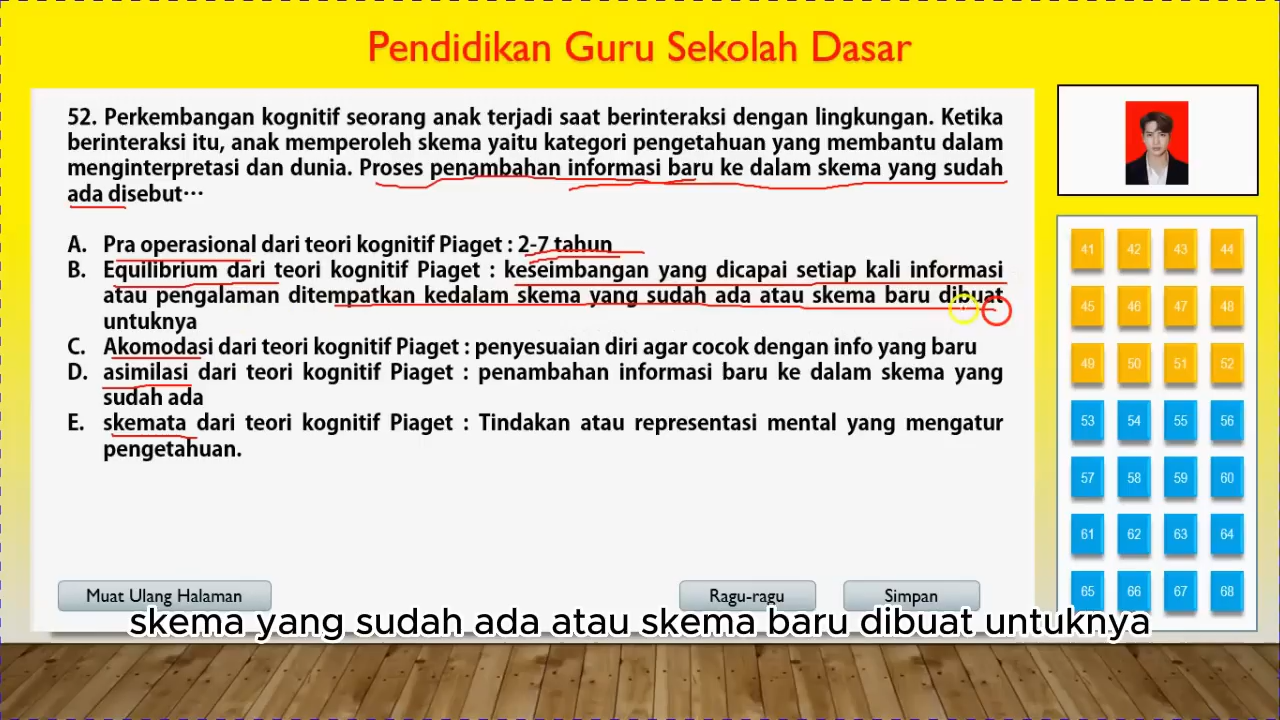 Pendidikan Guru Sekolah Dasar
52. Perkembangan kognitif seorang anak terjadi saat berinteraksi dengan lingkungan. Ketika
berinteraksi itu, anak memperoleh skema yaitu kategori pengetahuan yang membantu dalam
menginterpretasi dan dunia. Proses penambahan informasi baru ke dalam skema yang sudah
ada disebut...
A. Pra operasional dari teori kognitif Piaget : 2-7 tahun
B. Equilibrium dari teori kognitif Piaget : keseimbangan yang dicapai setiap kali informasi
atau pengalaman ditempatkan kedalam skema yang sudah ada atau skema baru dibuat
untuknya
C. Akomodasi dari teori kognitif Piaget : penyesuaian diri agar cocok dengan info yang baru
D. asimilasi dari teori kognitif Piaget : penambahan informasi baru ke dalam skema yang
sudah ada
E. skemata dari teori kognitif Piaget : Tindakan atau representasi mental yang mengatur
pengetahuan.
41 42 43 44
45 46 47 48
49 50 51 52
53 54 55 56
57 58 59 60
61 62 63 64
65 66 67 68
Muat Ulang Halaman
Ragu-ragu
Simpan
skema yang sudah ada atau skema baru dibuat untuknya